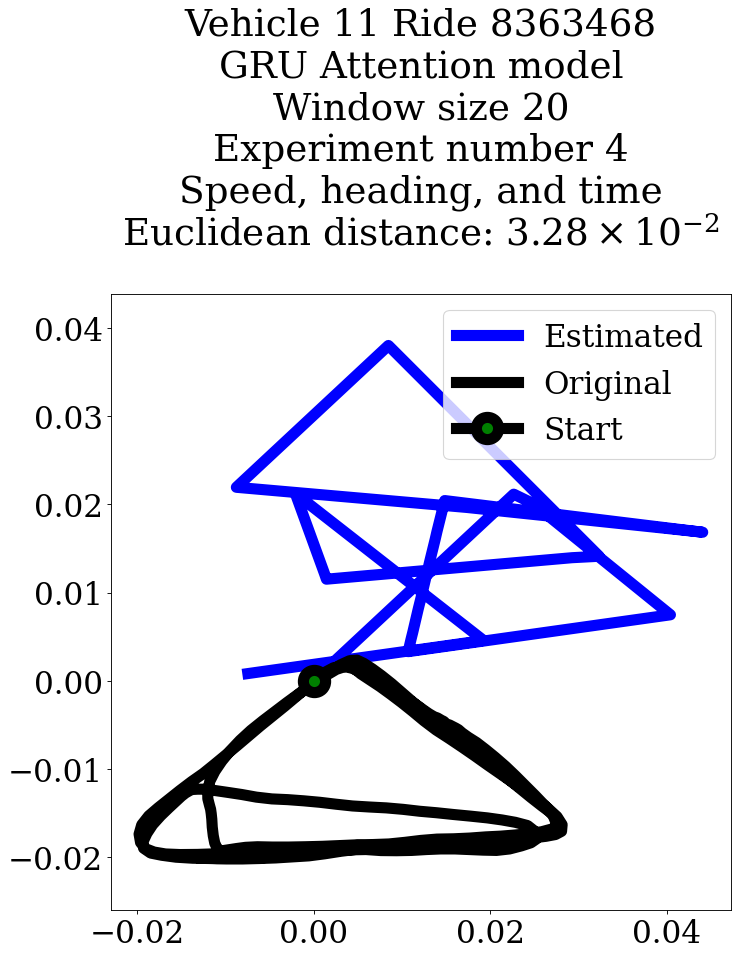 Vehicle 11 Ride 8363468
GRU Attention model
Window size 20
Experiment number 4
Speed, heading, and time
Euclidean distance: 3.28 × 10⁻²
Estimated
Original
Start
0.04
0.03
0.02
0.01
0.00
−0.01
−0.02
−0.02 0.00 0.02 0.04